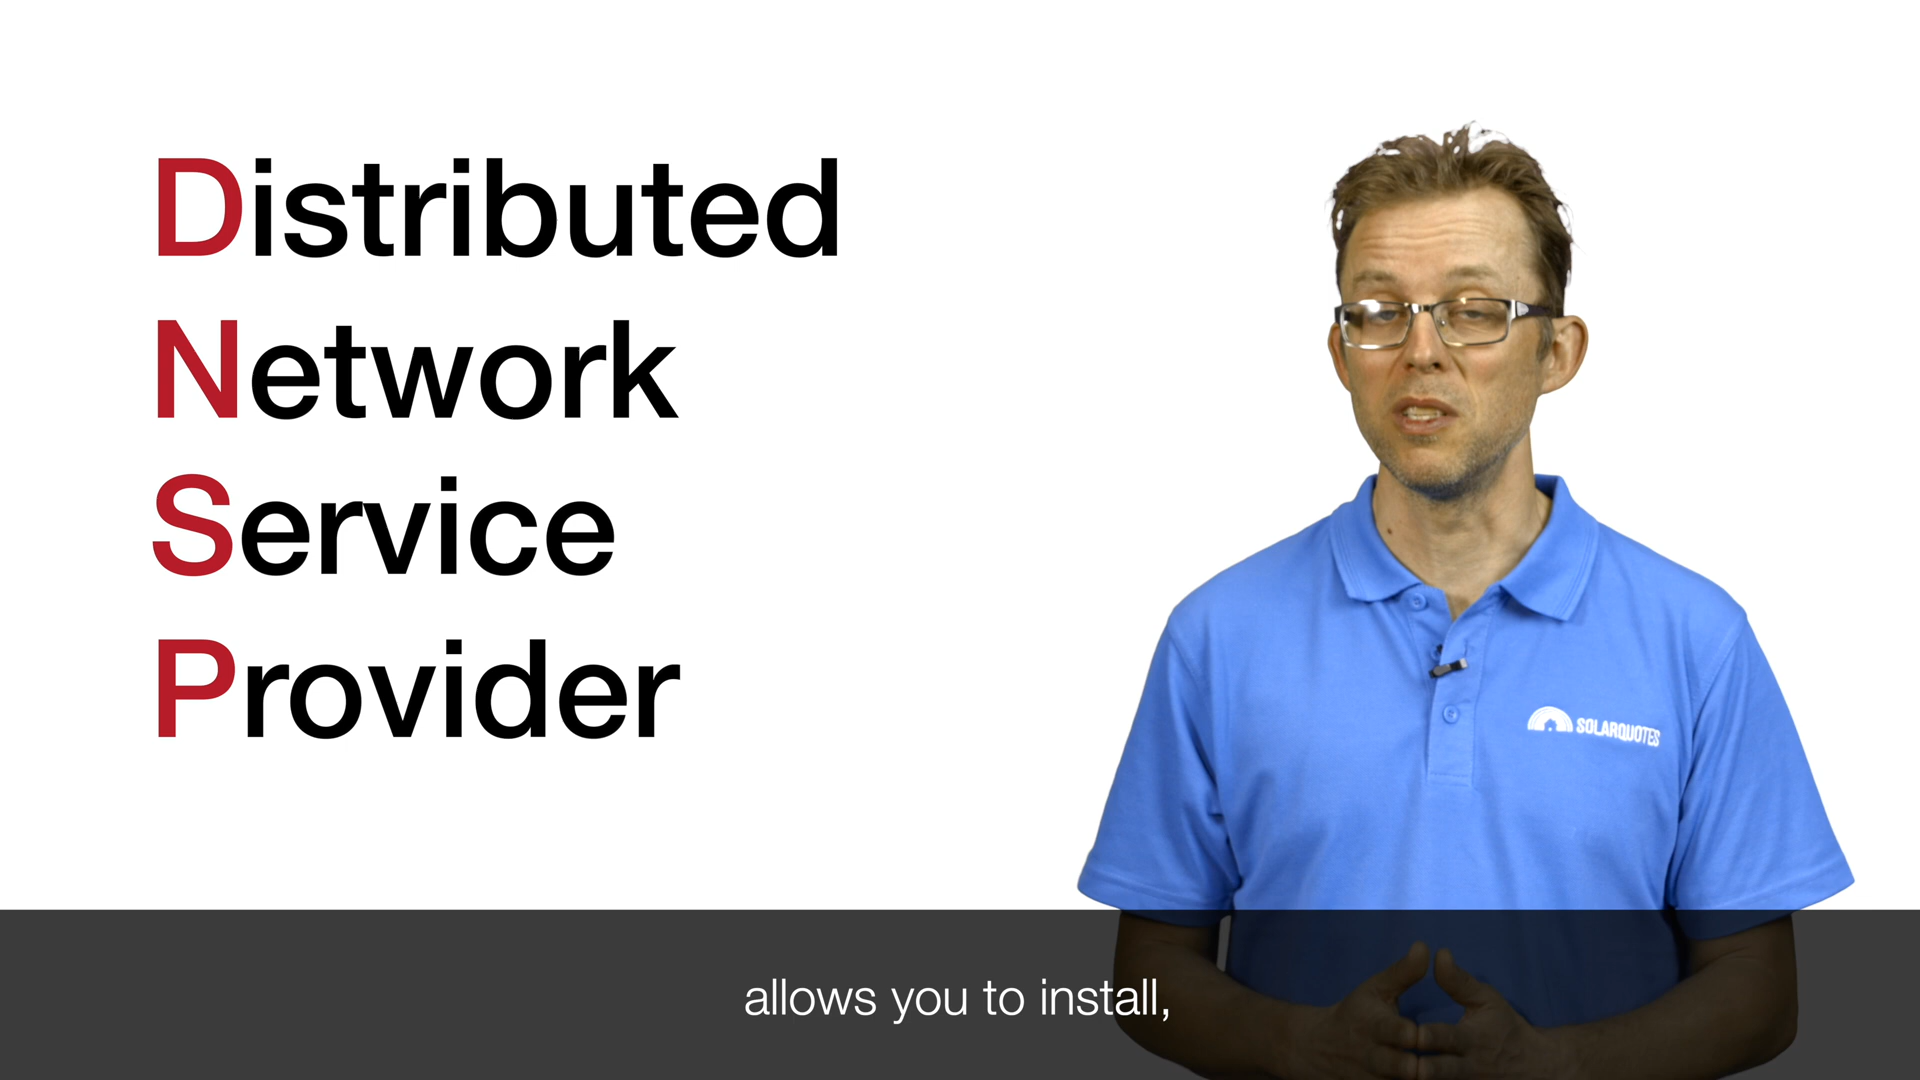 Distributed
Network
Service
Provider
SOLARQUOTES
allows you to install,